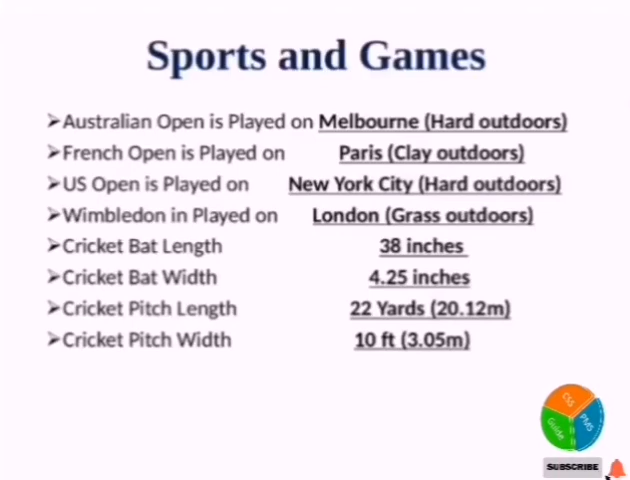 Sports and Games
➢Australian Open is Played on Melbourne (Hard outdoors)
➢French Open is Played on Paris (Clay outdoors)
➢US Open is Played on New York City (Hard outdoors)
➢Wimbledon in Played on London (Grass outdoors)
➢Cricket Bat Length 38 inches
➢Cricket Bat Width 4.25 inches
➢Cricket Pitch Length 22 Yards (20.12m)
➢Cricket Pitch Width 10 ft (3.05m)
CSS
PMS
Guide
SUBSCRIBE